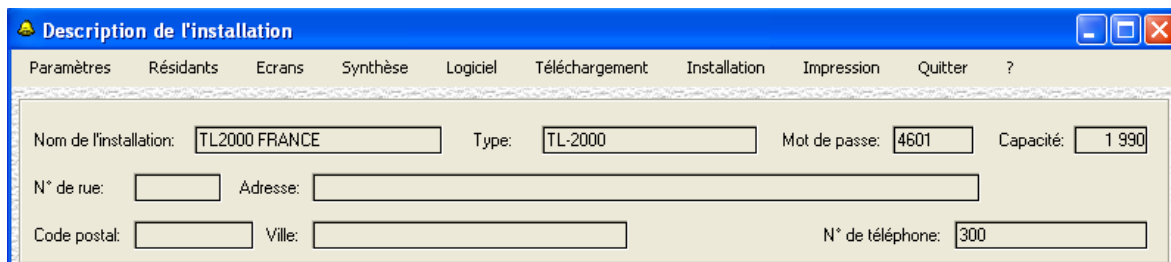 Description de l'installation
Paramètres Résidants Ecrans Synthèse Logiciel Téléchargement Installation Impression Quitter ?
Nom de l'installation: TL2000 FRANCE Type: TL-2000 Mot de passe: 4601 Capacité: 1 990
N° de rue: Adresse:
Code postal: Ville: N° de téléphone: 300